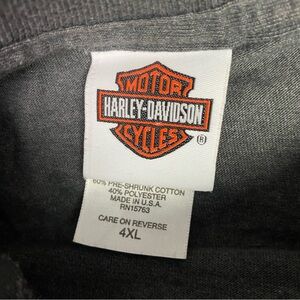 MOTOR
HARLEY-DAVIDSON
CYCLES
®
60% PRE-SHRUNK COTTON
40% POLYESTER
MADE IN U.S.A.
RN15763
CARE ON REVERSE
4XL